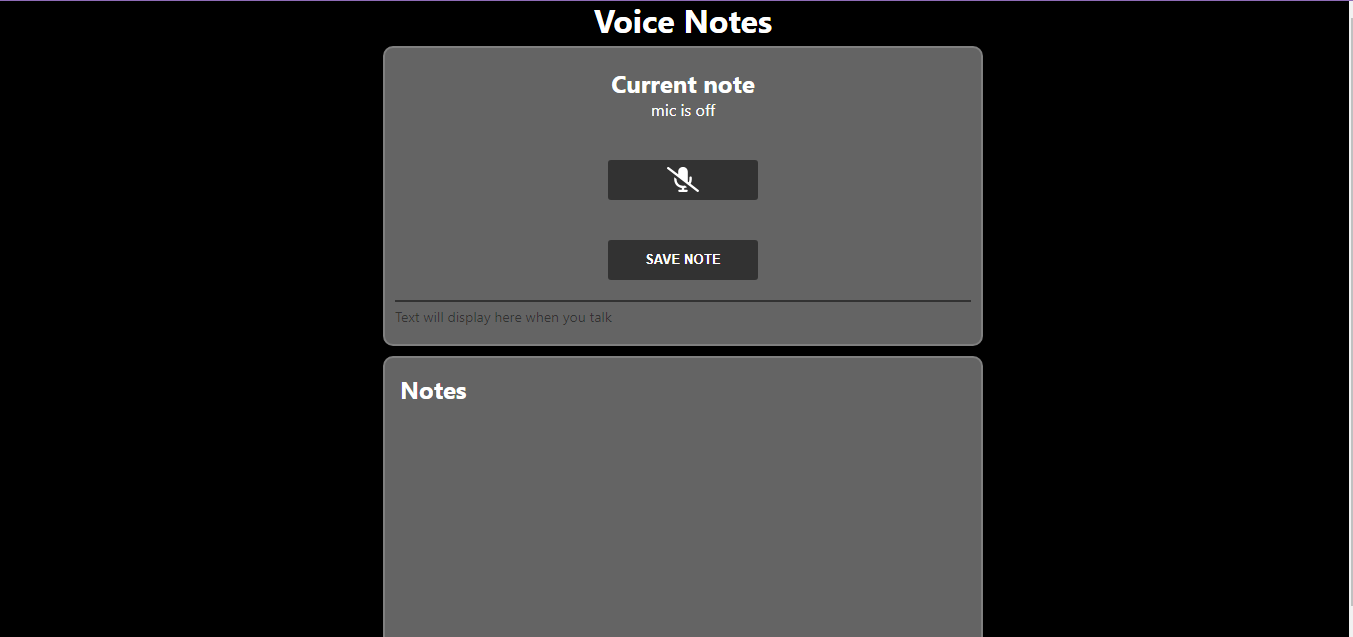 Voice Notes
Current note
mic is off
SAVE NOTE
Text will display here when you talk
Notes